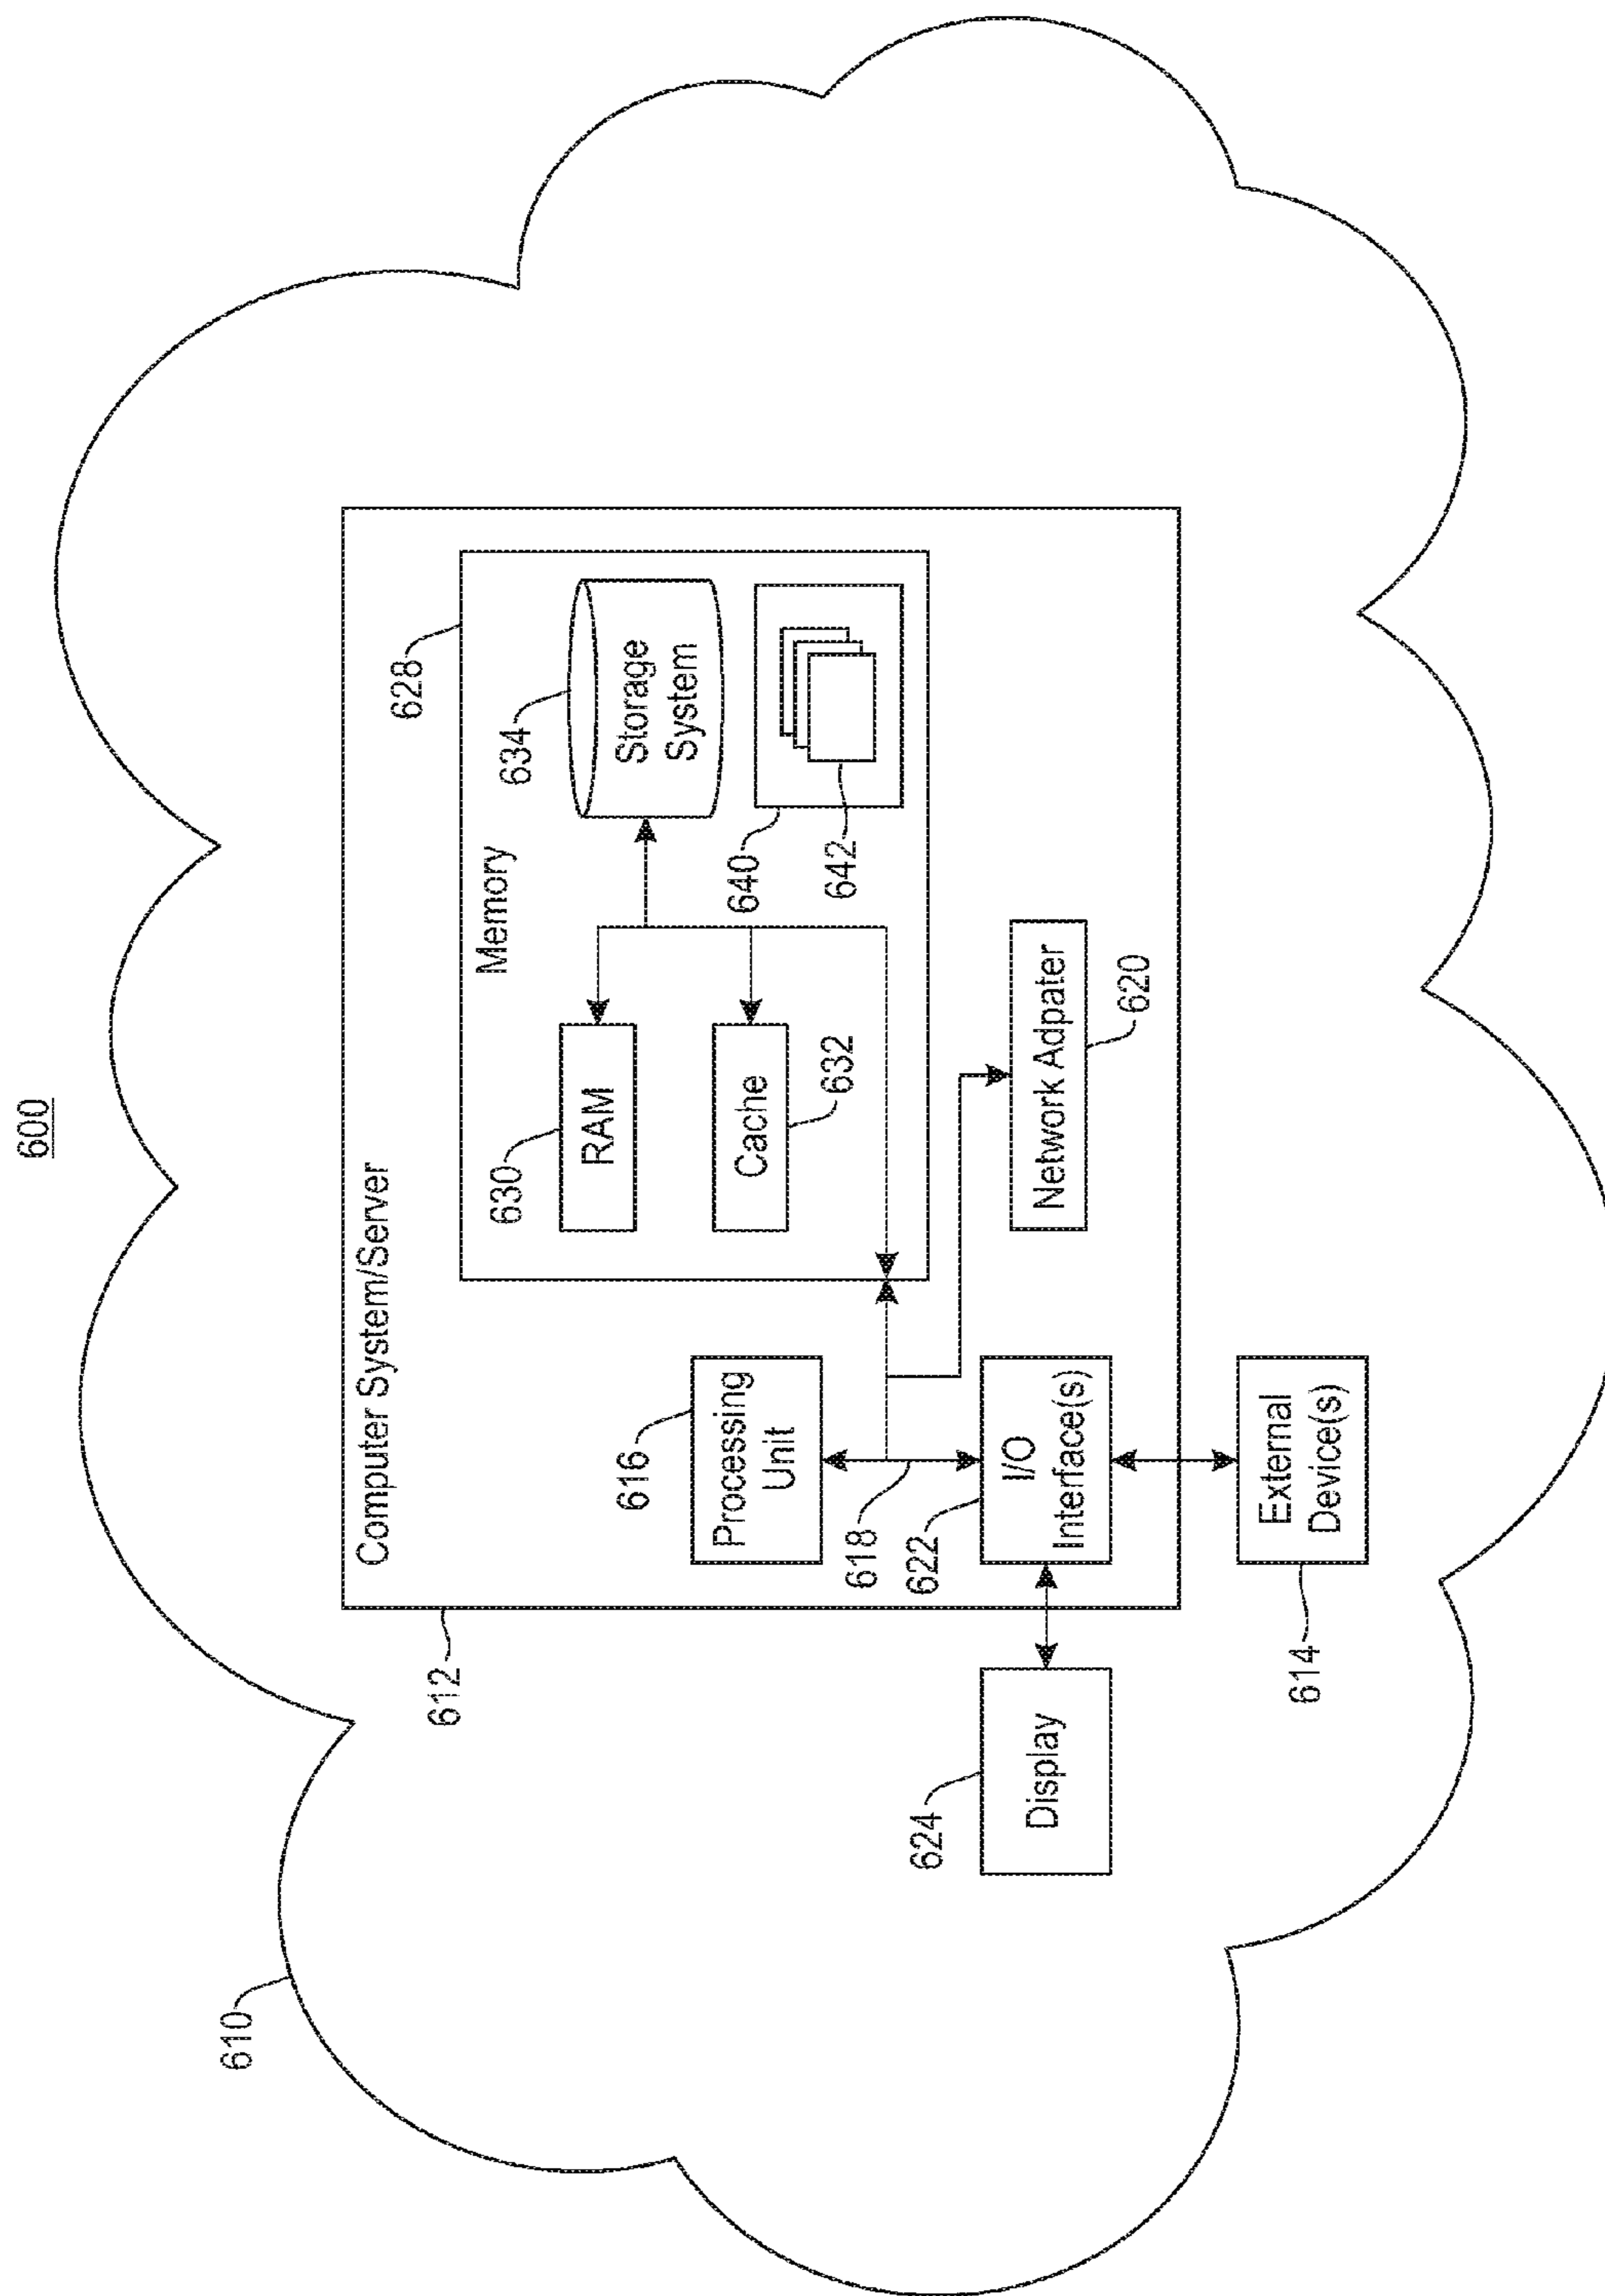 600
610
612
Computer System/Server
628
Memory
630
RAM
634
Storage
System
616
Processing
Unit
Cache
632
640
642
618
622
I/O
Interface(s)
Network Adpater
620
624
Display
External
Device(s)
614